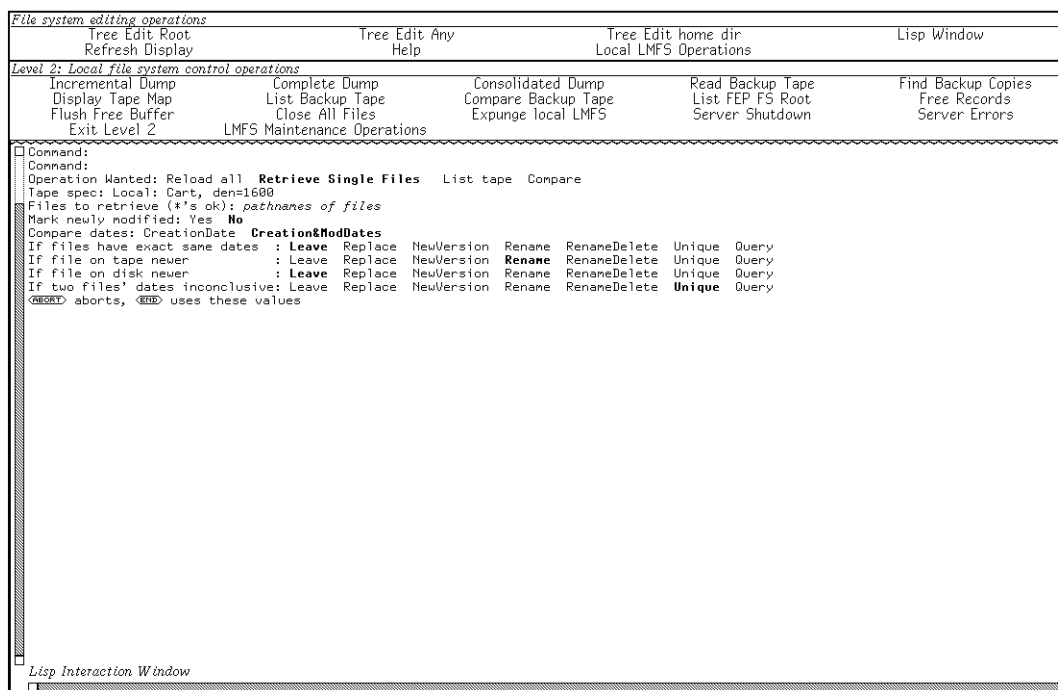 File system editing operations
Tree Edit Root Tree Edit Any Tree Edit home dir Lisp Window
Refresh Display Help Local LMFS Operations
Level 2: Local file system control operations
Incremental Dump Complete Dump Consolidated Dump Read Backup Tape Find Backup Copies
Display Tape Map List Backup Tape Compare Backup Tape List FEP FS Root Free Records
Flush Free Buffer Close All Files Expunge local LMFS Server Shutdown Server Errors
Exit Level 2 LMFS Maintenance Operations
Command:
Command:
Operation Wanted: Reload all Retrieve Single Files List tape Compare
Tape spec: Local: Cart, den=1600
Files to retrieve (*'s ok): pathnames of files
Mark newly modified: Yes No
Compare dates: CreationDate Creation&ModDates
If files have exact same dates : Leave Replace NewVersion Rename RenameDelete Unique Query
If file on tape newer : Leave Replace NewVersion Rename RenameDelete Unique Query
If file on disk newer : Leave Replace NewVersion Rename RenameDelete Unique Query
If two files' dates inconclusive: Leave Replace NewVersion Rename RenameDelete Unique Query
ABORT aborts, END uses these values
Lisp Interaction Window